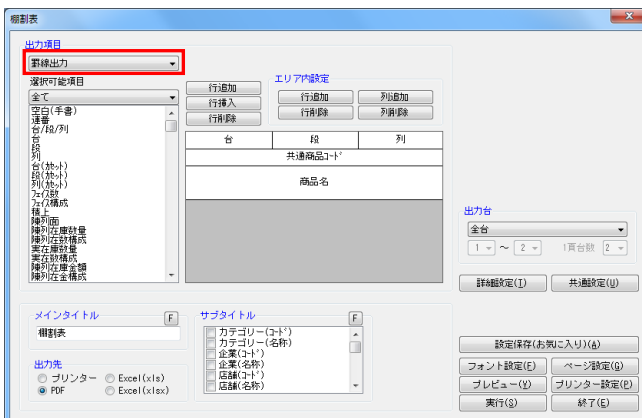 棚割表
出力項目
罫線出力
選択可能項目
全て
空白(手書)
連番
台/段/列
台
段
列
台(ｶｾｯﾄ)
段(ｶｾｯﾄ)
列(ｶｾｯﾄ)
ﾌｪｲｽ数
ﾌｪｲｽ構成
積上
陳列面
陳列在庫数量
陳列在数構成
実在庫数量
実在数構成
陳列在庫金額
陳列在金構成
行追加
行挿入
行削除
エリア内設定
行追加
列追加
行削除
列削除
台 段 列
共通商品ｺｰﾄﾞ
商品名
出力台
全台
1 ～ 2 1頁台数 2
詳細設定(T) 共通設定(U)
メインタイトル F
棚割表
サブタイトル F
カテゴリー(ｺｰﾄﾞ)
カテゴリー(名称)
企業(ｺｰﾄﾞ)
企業(名称)
店舗(ｺｰﾄﾞ)
店舗(名称)
出力先
プリンター Excel(xls)
PDF Excel(xlsx)
設定保存(お気に入り)(A)
フォント設定(F) ページ設定(G)
プレビュー(V) プリンター設定(P)
実行(S) 終了(E)